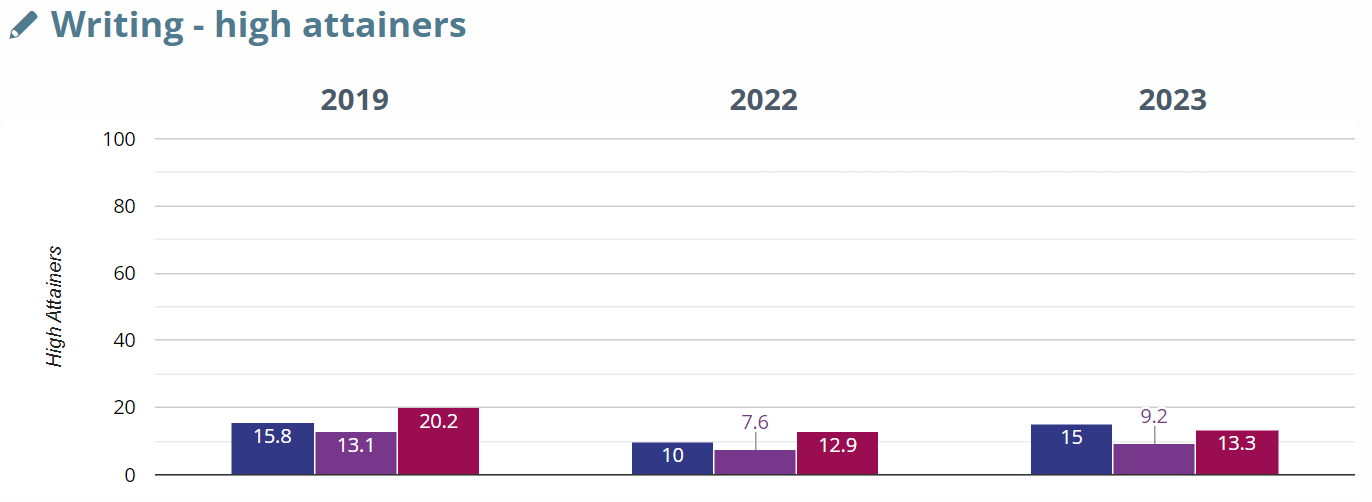 Writing - high attainers
2019 2022 2023
100
80
60
40
20
0
High Attainers
15.8 13.1 20.2
10 7.6 12.9
15 9.2 13.3